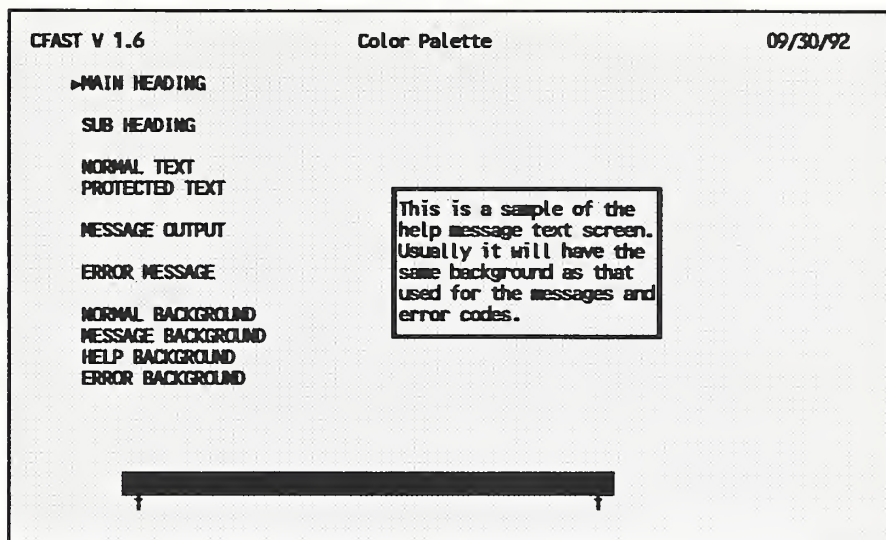 CFAST V 1.6 Color Palette 09/30/92
▸MAIN HEADING
SUB HEADING
NORMAL TEXT
PROTECTED TEXT
MESSAGE OUTPUT
ERROR MESSAGE
NORMAL BACKGROUND
MESSAGE BACKGROUND
HELP BACKGROUND
ERROR BACKGROUND
This is a sample of the
help message text screen.
Usually it will have the
same background as that
used for the messages and
error codes.